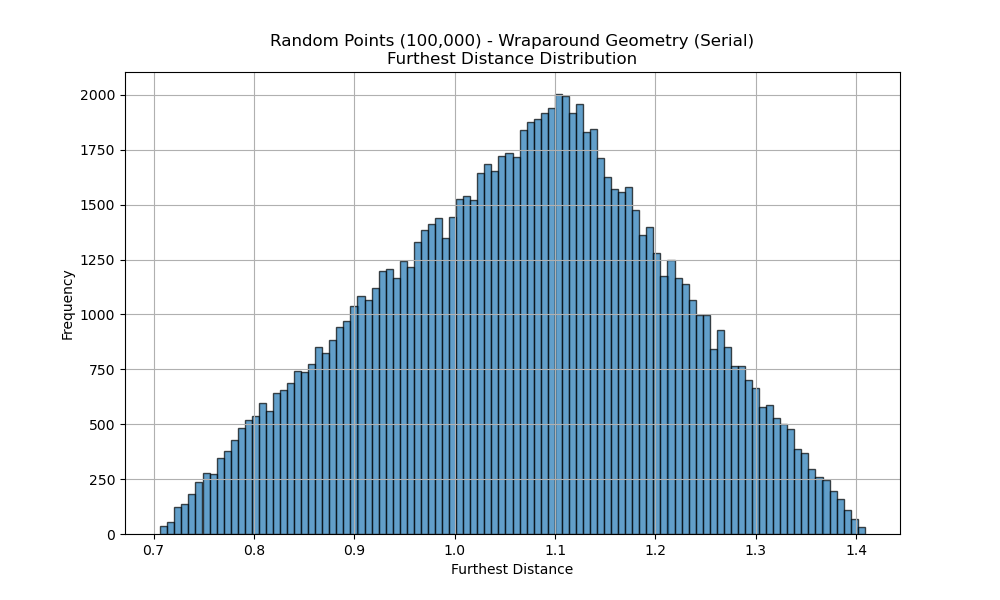 Random Points (100,000) - Wraparound Geometry (Serial)
Furthest Distance Distribution
Frequency
2000
1750
1500
1250
1000
750
500
250
0
0.7 0.8 0.9 1.0 1.1 1.2 1.3 1.4
Furthest Distance